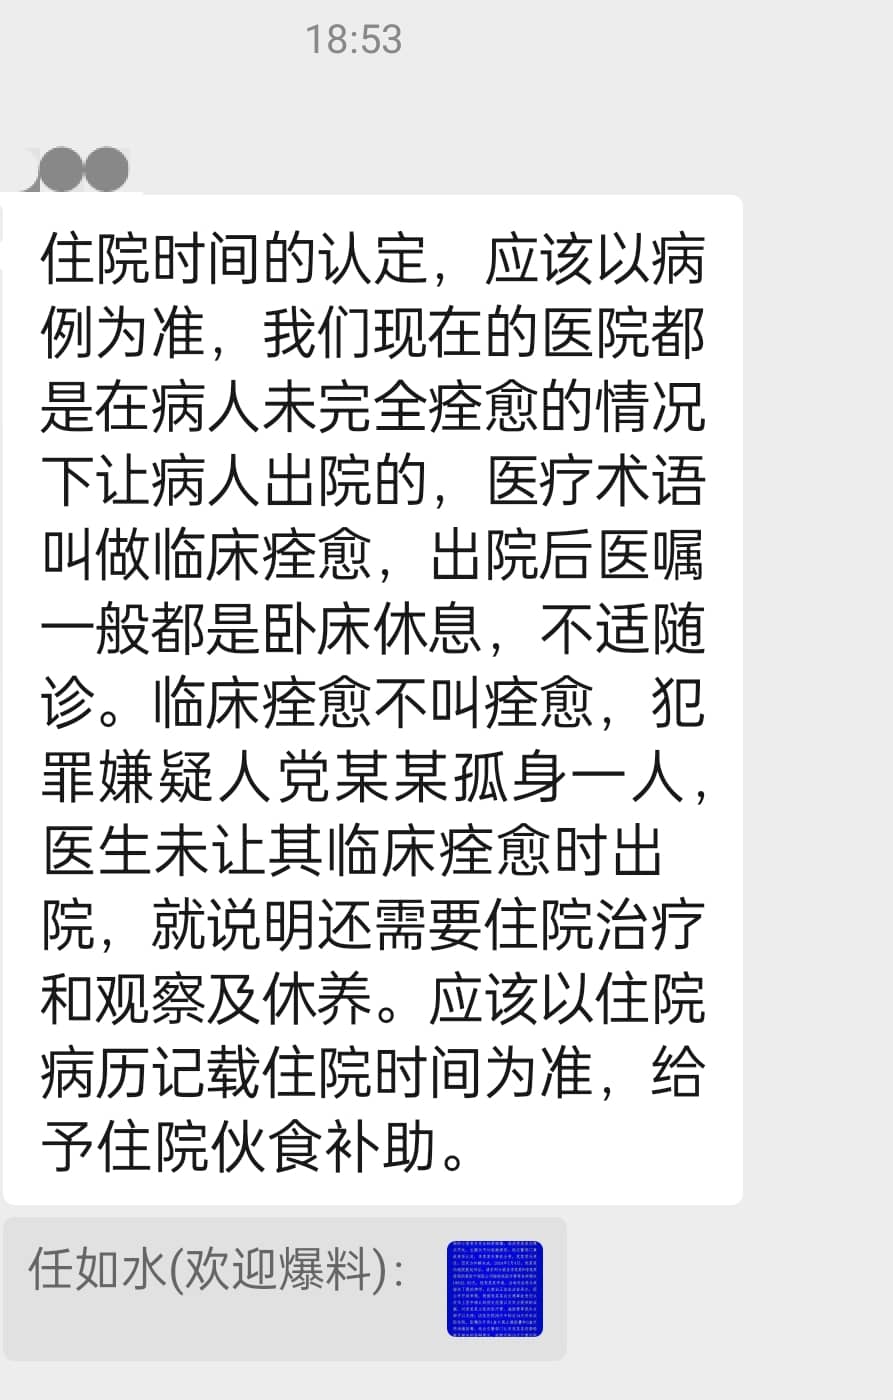 18:53
住院时间的认定，应该以病
例为准，我们现在的医院都
是在病人未完全痊愈的情况
下让病人出院的，医疗术语
叫做临床痊愈，出院后医嘱
一般都是卧床休息，不适随
诊。临床痊愈不叫痊愈，犯
罪嫌疑人党某某孤身一人，
医生未让其临床痊愈时出
院，就说明还需要住院治疗
和观察及休养。应该以住院
病历记载住院时间为准，给
予住院伙食补助。
任如水(欢迎爆料)：